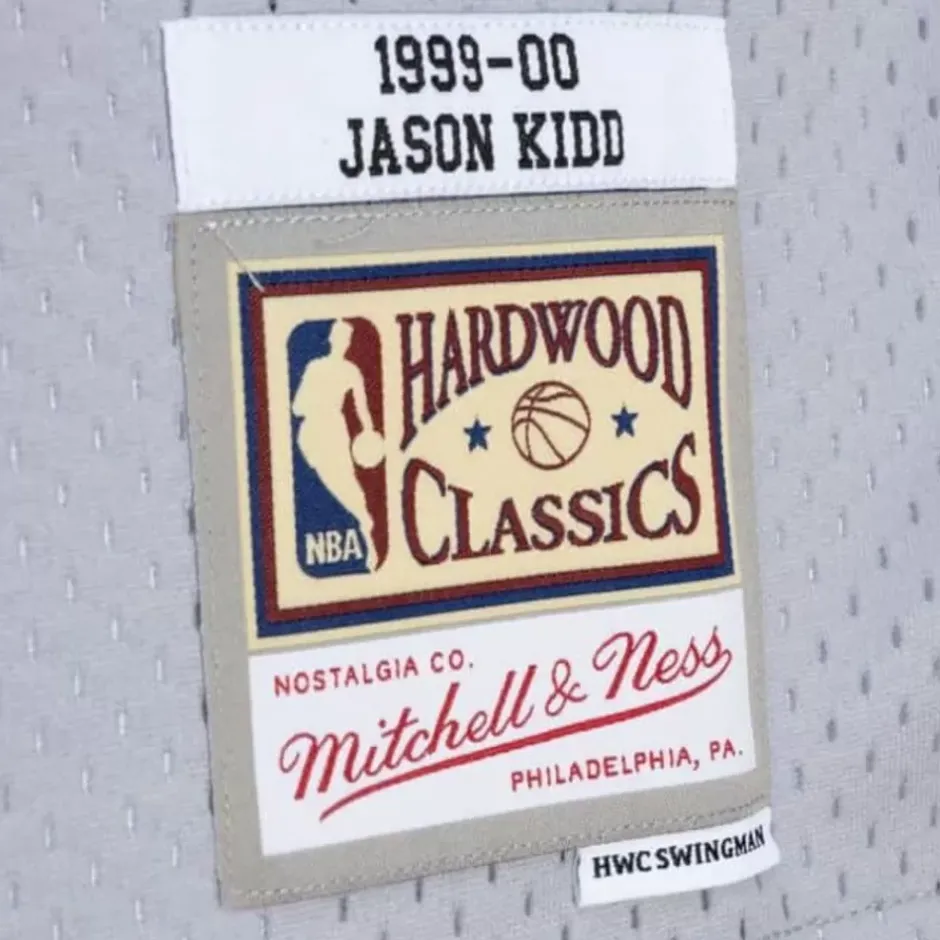 1999-00
JASON KIDD
HARDWOOD
CLASSICS
NBA
NOSTALGIA CO.
Mitchell & Ness
PHILADELPHIA, PA.
HWC SWINGMAN